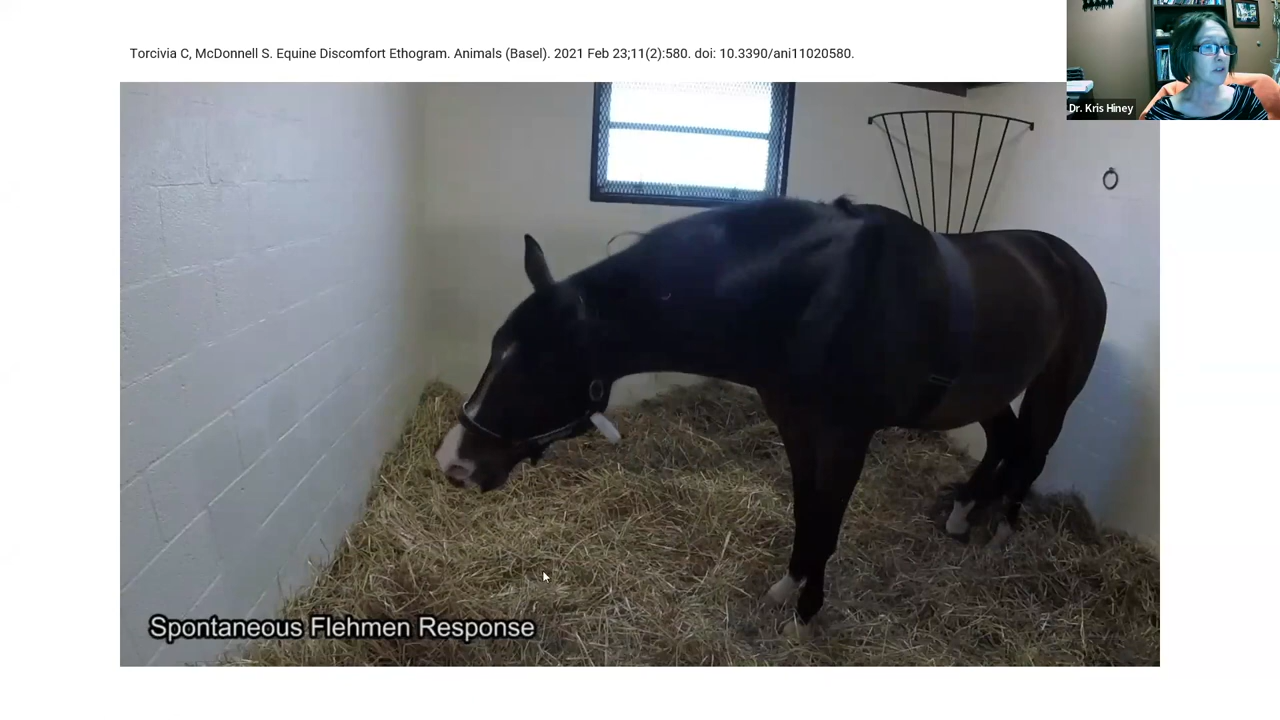 Torcivia C, McDonnell S. Equine Discomfort Ethogram. Animals (Basel). 2021 Feb 23;11(2):580. doi: 10.3390/ani11020580.
Dr. Kris Hiney
Spontaneous Flehmen Response